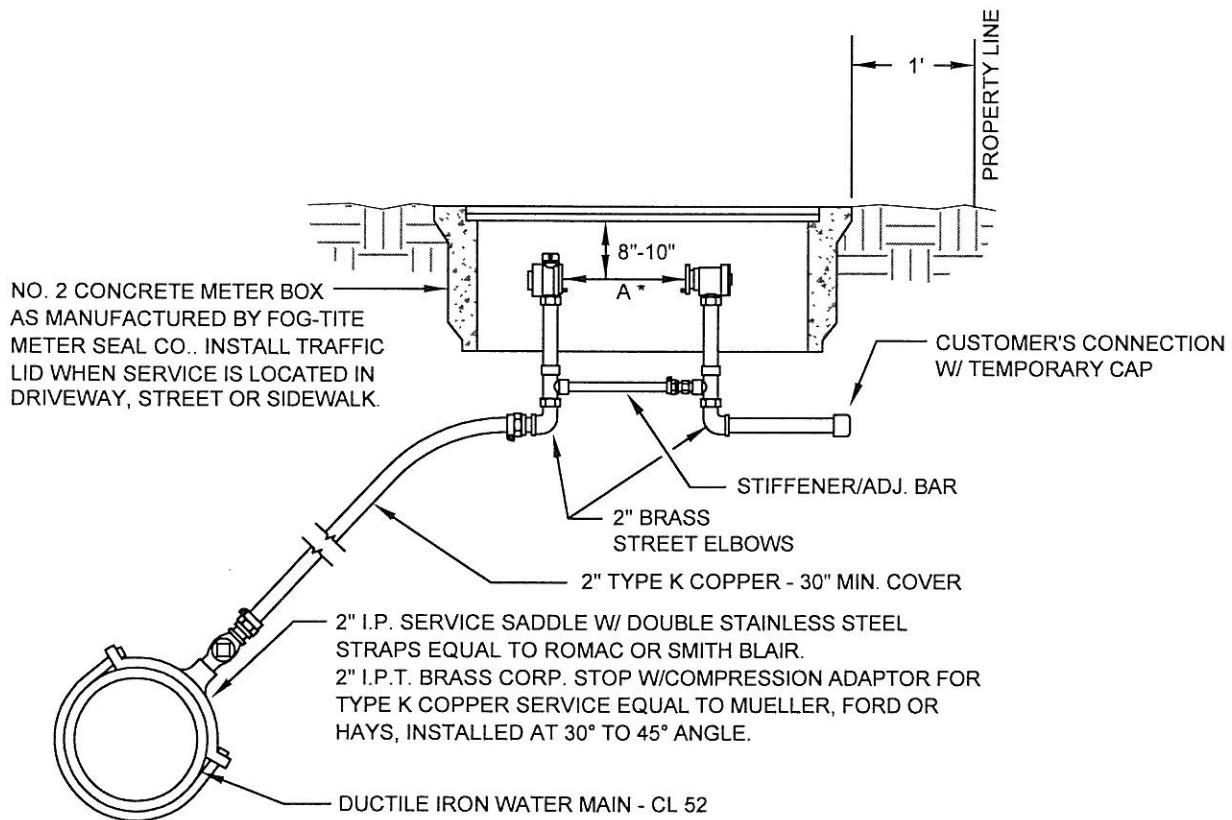 1'
PROPERTY LINE
8"-10"
A *
NO. 2 CONCRETE METER BOX
AS MANUFACTURED BY FOG-TITE
METER SEAL CO.. INSTALL TRAFFIC
LID WHEN SERVICE IS LOCATED IN
DRIVEWAY, STREET OR SIDEWALK.
CUSTOMER'S CONNECTION
W/ TEMPORARY CAP
STIFFENER/ADJ. BAR
2" BRASS
STREET ELBOWS
2" TYPE K COPPER - 30" MIN. COVER
2" I.P. SERVICE SADDLE W/ DOUBLE STAINLESS STEEL
STRAPS EQUAL TO ROMAC OR SMITH BLAIR.
2" I.P.T. BRASS CORP. STOP W/COMPRESSION ADAPTOR FOR
TYPE K COPPER SERVICE EQUAL TO MUELLER, FORD OR
HAYS, INSTALLED AT 30° TO 45° ANGLE.
DUCTILE IRON WATER MAIN - CL 52